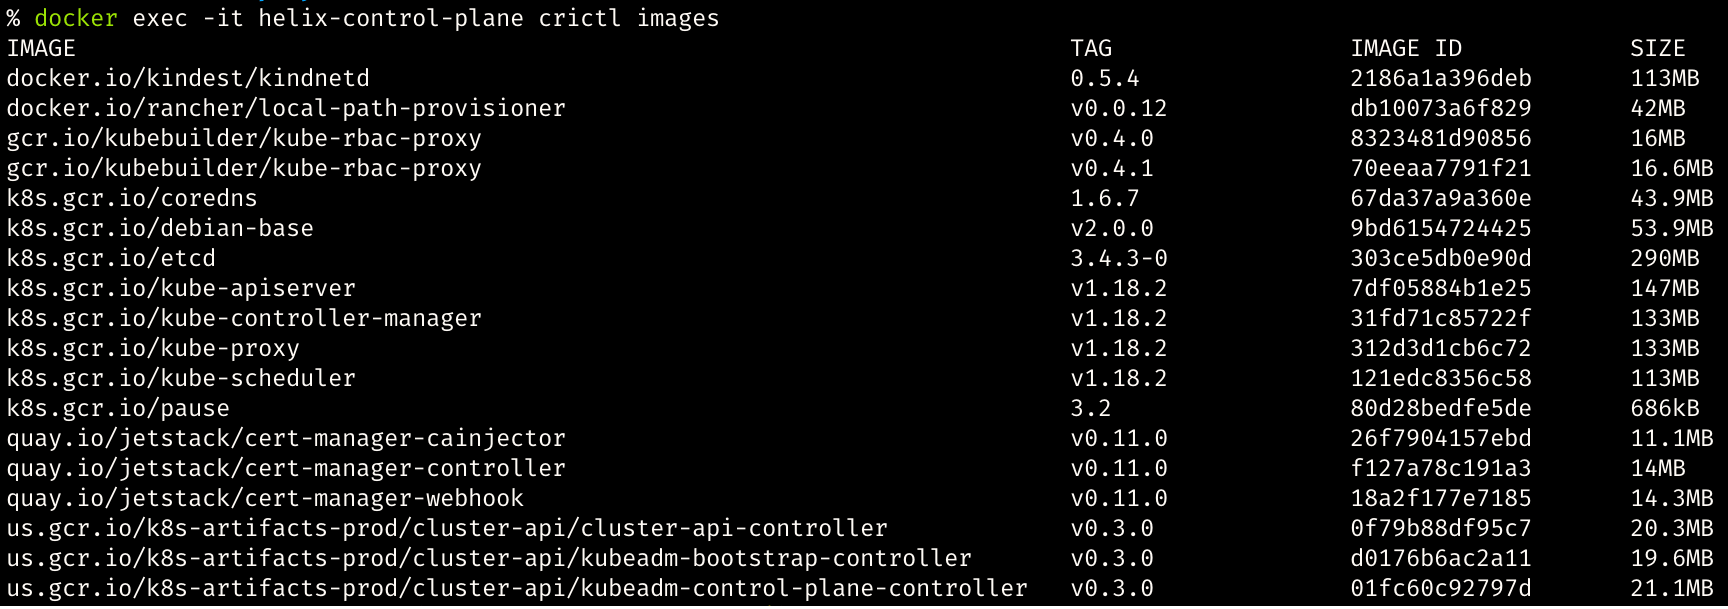 % docker exec -it helix-control-plane crictl images
IMAGE TAG IMAGE ID SIZE
docker.io/kindest/kindnetd 0.5.4 2186a1a396deb 113MB
docker.io/rancher/local-path-provisioner v0.0.12 db10073a6f829 42MB
gcr.io/kubebuilder/kube-rbac-proxy v0.4.0 8323481d90856 16MB
gcr.io/kubebuilder/kube-rbac-proxy v0.4.1 70eeaa7791f21 16.6MB
k8s.gcr.io/coredns 1.6.7 67da37a9a360e 43.9MB
k8s.gcr.io/debian-base v2.0.0 9bd6154724425 53.9MB
k8s.gcr.io/etcd 3.4.3-0 303ce5db0e90d 290MB
k8s.gcr.io/kube-apiserver v1.18.2 7df05884b1e25 147MB
k8s.gcr.io/kube-controller-manager v1.18.2 31fd71c85722f 133MB
k8s.gcr.io/kube-proxy v1.18.2 312d3d1cb6c72 133MB
k8s.gcr.io/kube-scheduler v1.18.2 121edc8356c58 113MB
k8s.gcr.io/pause 3.2 80d28bedfe5de 686kB
quay.io/jetstack/cert-manager-cainjector v0.11.0 26f7904157ebd 11.1MB
quay.io/jetstack/cert-manager-controller v0.11.0 f127a78c191a3 14MB
quay.io/jetstack/cert-manager-webhook v0.11.0 18a2f177e7185 14.3MB
us.gcr.io/k8s-artifacts-prod/cluster-api/cluster-api-controller v0.3.0 0f79b88df95c7 20.3MB
us.gcr.io/k8s-artifacts-prod/cluster-api/kubeadm-bootstrap-controller v0.3.0 d0176b6ac2a11 19.6MB
us.gcr.io/k8s-artifacts-prod/cluster-api/kubeadm-control-plane-controller v0.3.0 01fc60c92797d 21.1MB